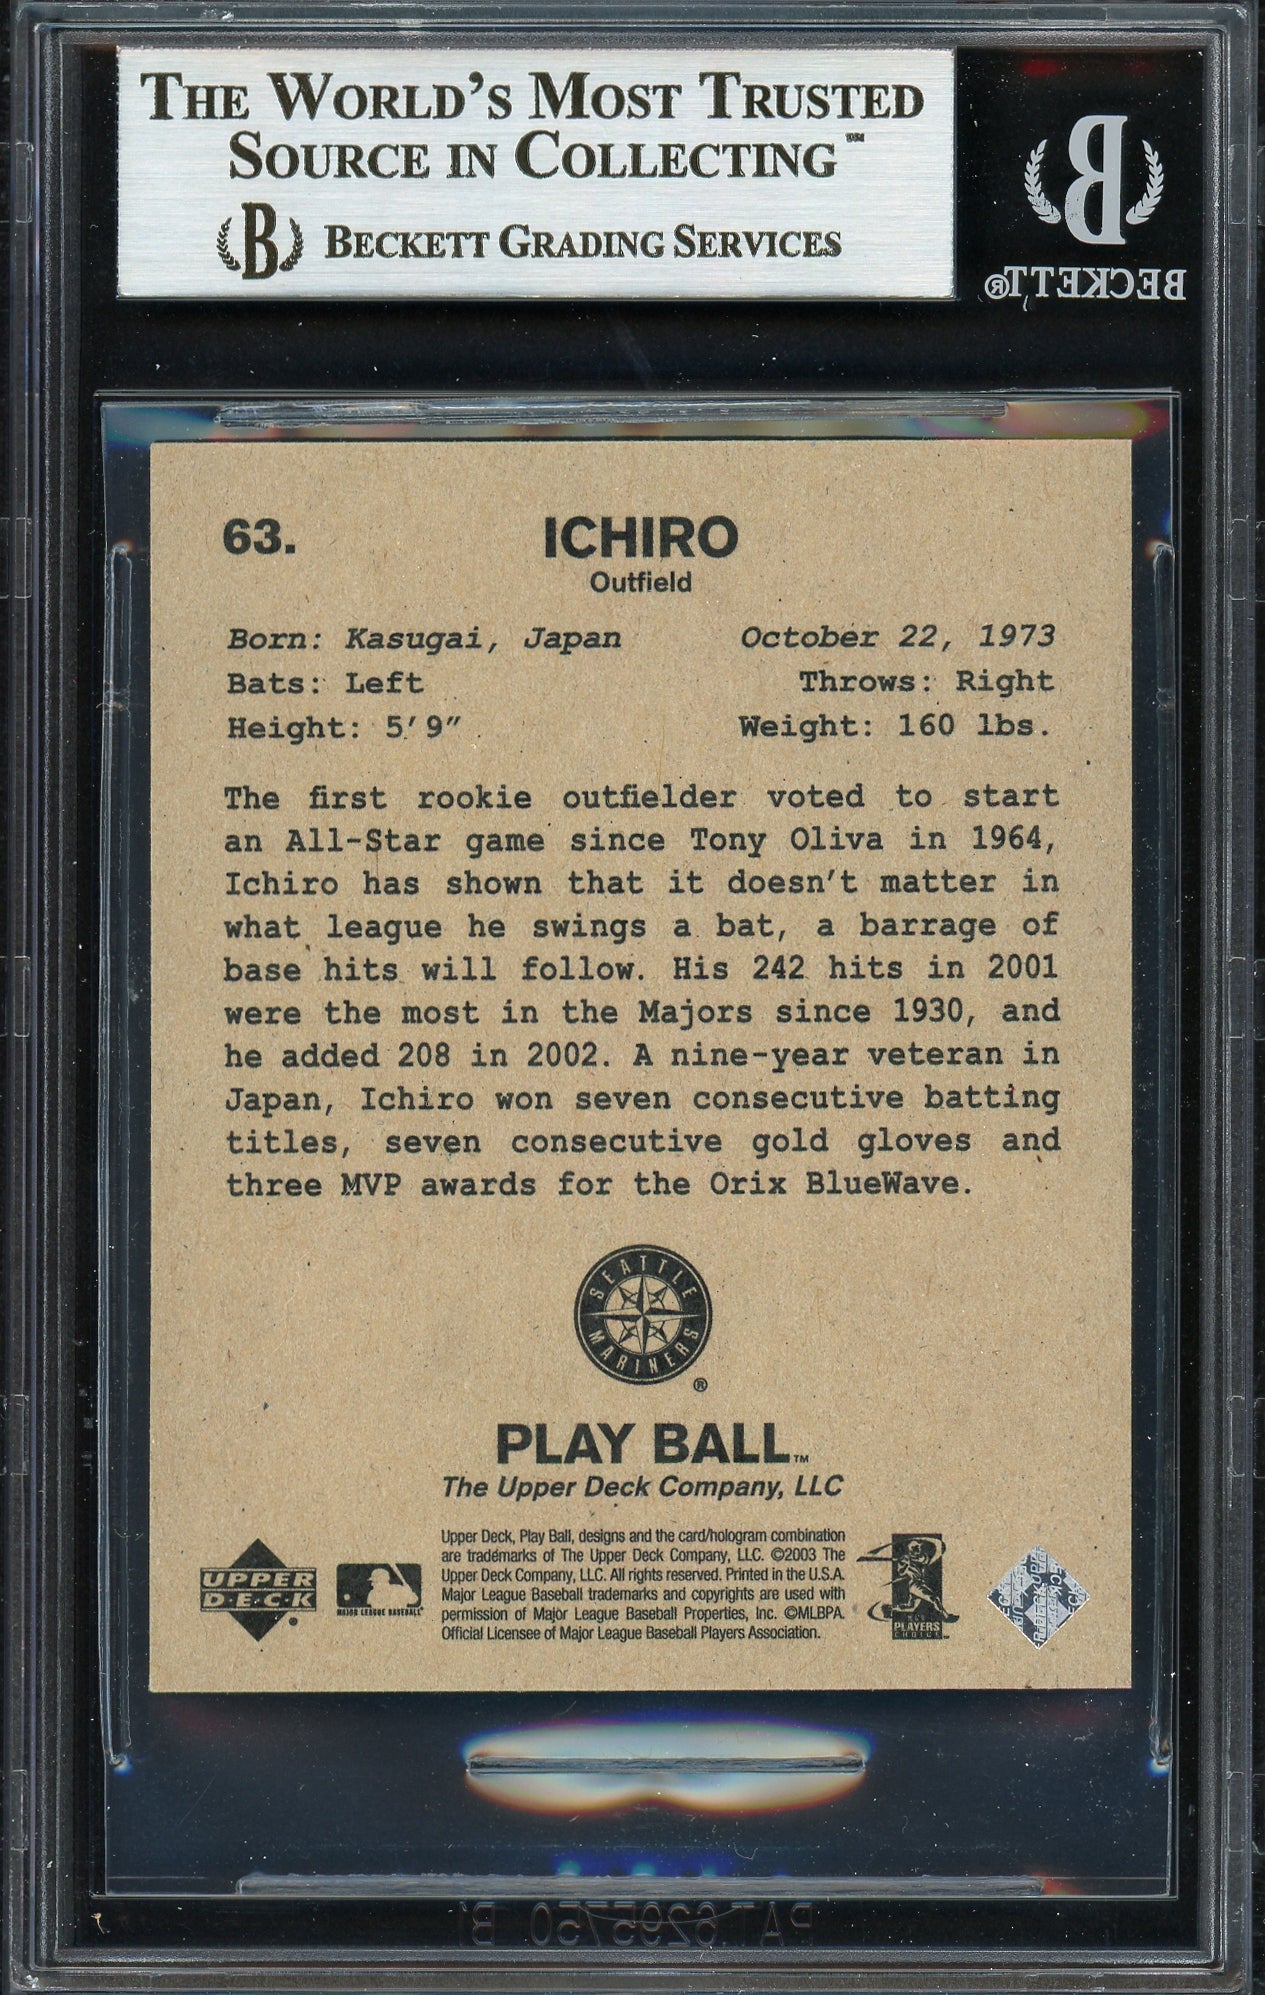 THE WORLD'S MOST TRUSTED
SOURCE IN COLLECTING℠
B BECKETT GRADING SERVICES
B
BECKETT®
63.
ICHIRO
Outfield
Born: Kasugai, Japan October 22, 1973
Bats: Left Throws: Right
Height: 5'9" Weight: 160 lbs.
The first rookie outfielder voted to start
an All-Star game since Tony Oliva in 1964,
Ichiro has shown that it doesn't matter in
what league he swings a bat, a barrage of
base hits will follow. His 242 hits in 2001
were the most in the Majors since 1930, and
he added 208 in 2002. A nine-year veteran in
Japan, Ichiro won seven consecutive batting
titles, seven consecutive gold gloves and
three MVP awards for the Orix BlueWave.
SEATTLE
MARINERS
®
PLAY BALL™
The Upper Deck Company, LLC
Upper Deck, Play Ball, designs and the card/hologram combination
are trademarks of The Upper Deck Company, LLC. ©2003 The
Upper Deck Company, LLC. All rights reserved. Printed in the U.S.A.
Major League Baseball trademarks and copyrights are used with
permission of Major League Baseball Properties, Inc. ©MLBPA.
Official Licensee of Major League Baseball Players Association.
UPPER
D·E·C·K
MAJOR LEAGUE BASEBALL
PLAYERS
CHOICE
PAT.6295750 B1